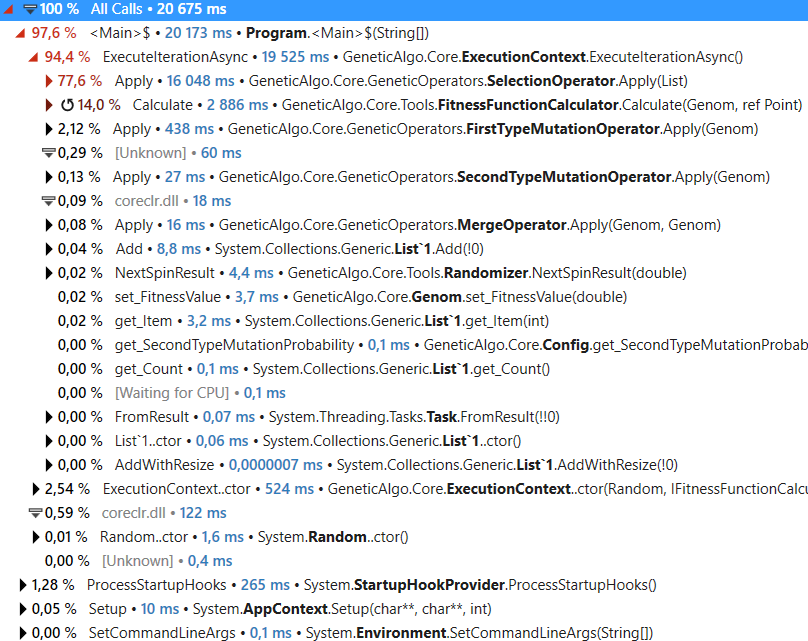 100 % All Calls • 20 675 ms
97,6 % <Main>$ • 20 173 ms • Program.<Main>$(String[])
94,4 % ExecuteIterationAsync • 19 525 ms • GeneticAlgo.Core.ExecutionContext.ExecuteIterationAsync()
77,6 % Apply • 16 048 ms • GeneticAlgo.Core.GeneticOperators.SelectionOperator.Apply(List)
14,0 % Calculate • 2 886 ms • GeneticAlgo.Core.Tools.FitnessFunctionCalculator.Calculate(Genom, ref Point)
2,12 % Apply • 438 ms • GeneticAlgo.Core.GeneticOperators.FirstTypeMutationOperator.Apply(Genom)
0,29 % [Unknown] • 60 ms
0,13 % Apply • 27 ms • GeneticAlgo.Core.GeneticOperators.SecondTypeMutationOperator.Apply(Genom)
0,09 % coreclr.dll • 18 ms
0,08 % Apply • 16 ms • GeneticAlgo.Core.GeneticOperators.MergeOperator.Apply(Genom, Genom)
0,04 % Add • 8,8 ms • System.Collections.Generic.List`1.Add(!0)
0,02 % NextSpinResult • 4,4 ms • GeneticAlgo.Core.Tools.Randomizer.NextSpinResult(double)
0,02 % set_FitnessValue • 3,7 ms • GeneticAlgo.Core.Genom.set_FitnessValue(double)
0,02 % get_Item • 3,2 ms • System.Collections.Generic.List`1.get_Item(int)
0,00 % get_SecondTypeMutationProbability • 0,1 ms • GeneticAlgo.Core.Config.get_SecondTypeMutationProbab
0,00 % get_Count • 0,1 ms • System.Collections.Generic.List`1.get_Count()
0,00 % [Waiting for CPU] • 0,1 ms
0,00 % FromResult • 0,07 ms • System.Threading.Tasks.Task.FromResult(!!0)
0,00 % List`1..ctor • 0,06 ms • System.Collections.Generic.List`1..ctor()
0,00 % AddWithResize • 0,0000007 ms • System.Collections.Generic.List`1.AddWithResize(!0)
2,54 % ExecutionContext..ctor • 524 ms • GeneticAlgo.Core.ExecutionContext..ctor(Random, IFitnessFunctionCalcu
0,59 % coreclr.dll • 122 ms
0,01 % Random..ctor • 1,6 ms • System.Random..ctor()
0,00 % [Unknown] • 0,4 ms
1,28 % ProcessStartupHooks • 265 ms • System.StartupHookProvider.ProcessStartupHooks()
0,05 % Setup • 10 ms • System.AppContext.Setup(char**, char**, int)
0,00 % SetCommandLineArgs • 0,1 ms • System.Environment.SetCommandLineArgs(String[])